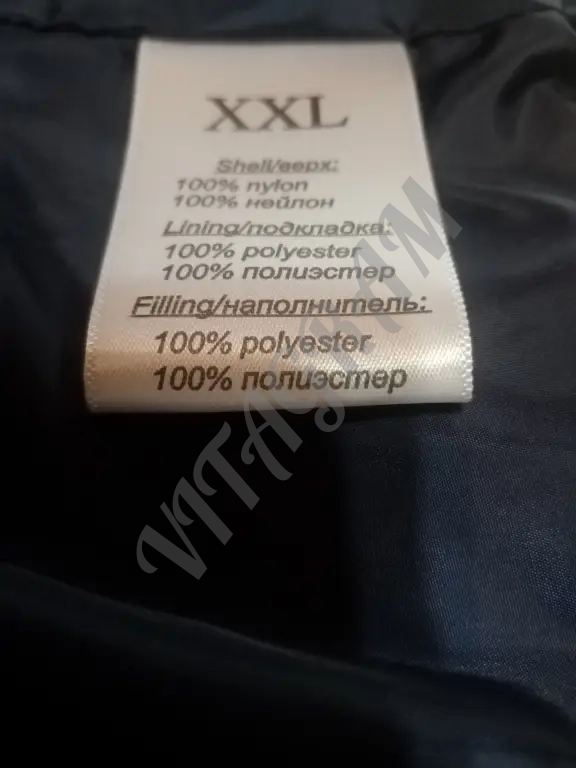 XXL
Shell/верх:
100% nylon
100% нейлон
Lining/подкладка:
100% polyester
100% полиэстер
Filling/наполнитель:
100% polyester
100% полиэстер
VITAGRAM